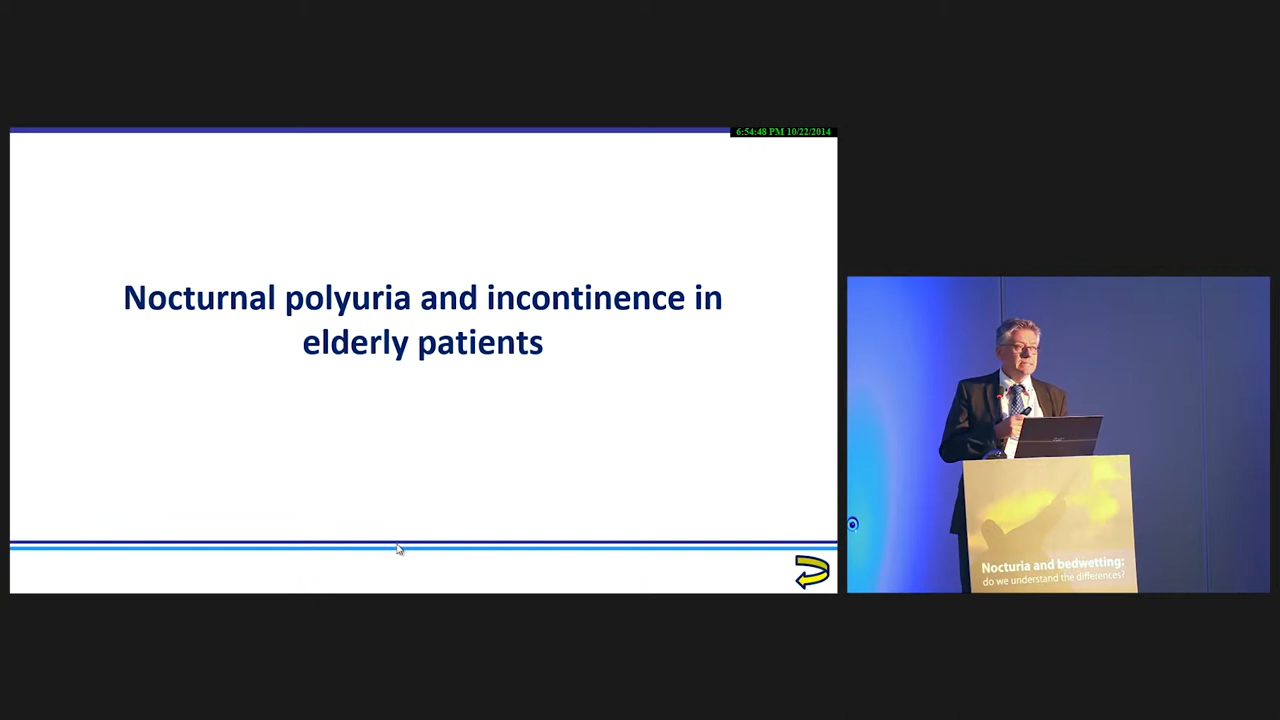 6:54:48 PM 10/22/2014
Nocturnal polyuria and incontinence in
elderly patients
Nocturia and bedwetting:
do we understand the differences?